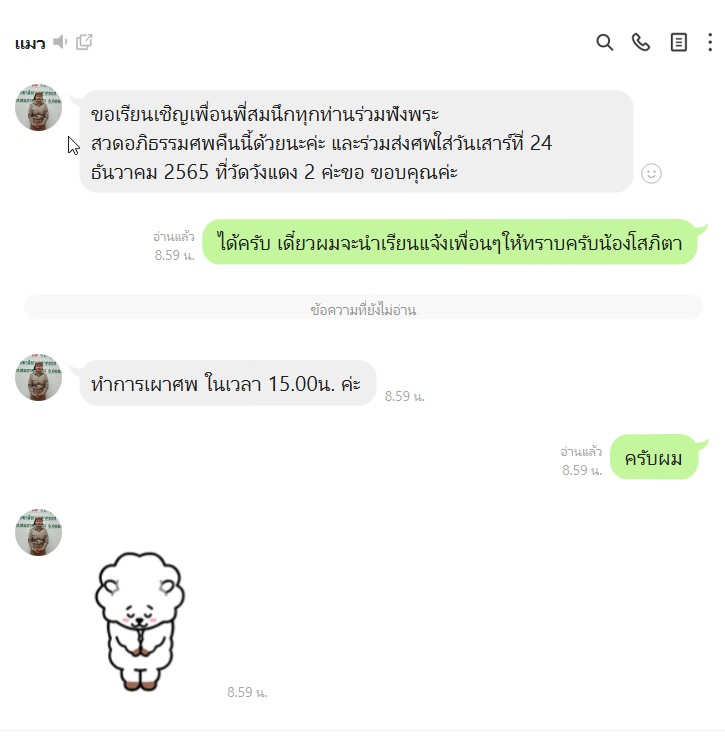 แมว
ขอเรียนเชิญเพื่อนพี่สมนึกทุกท่านร่วมฟังพระ
สวดอภิธรรมศพคืนนี้ด้วยนะค่ะ และร่วมส่งศพใส่วันเสาร์ที่ 24
ธันวาคม 2565 ที่วัดวังแดง 2 ค่ะขอ ขอบคุณค่ะ
ได้ครับ เดี๋ยวผมจะนำเรียนแจ้งเพื่อนๆให้ทราบครับน้องโสภิตา
อ่านแล้ว
8.59 น.
ข้อความที่ยังไม่อ่าน
ทำการเผาศพ ในเวลา 15.00น. ค่ะ
8.59 น.
ครับผม
อ่านแล้ว
8.59 น.
8.59 น.